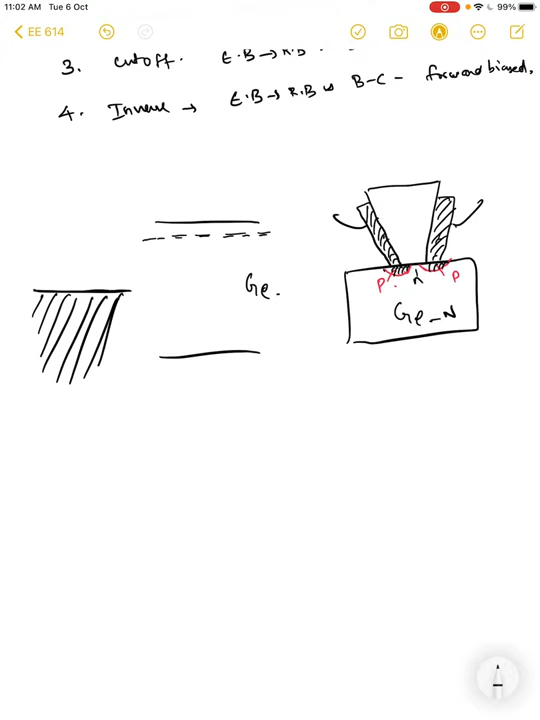 11:02 AM Tue 6 Oct 99%
EE 614
3. Cutoff. E.B → R.B
4. Inverse → E.B → R.B & B-C - forward biased.
Ge.
P n P
Ge - N